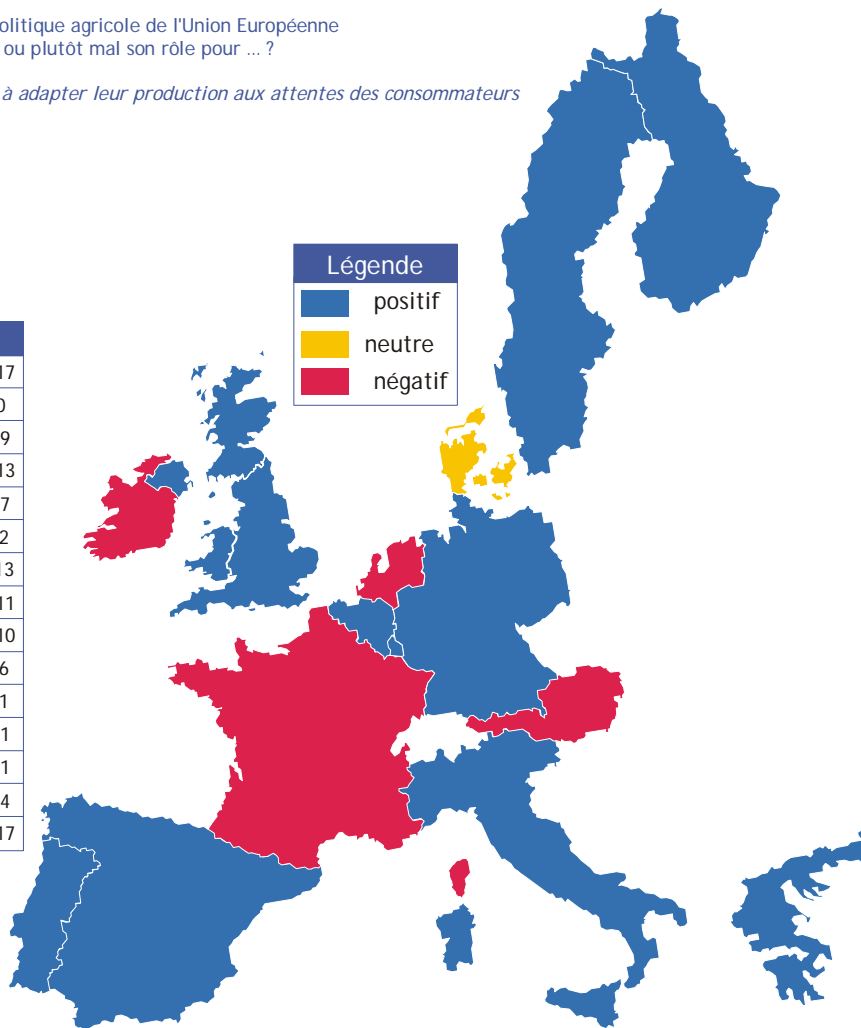 olitique agricole de l'Union Européenne
ou plutôt mal son rôle pour ... ?
à adapter leur production aux attentes des consommateurs
Légende
positif
neutre
négatif
17
0
9
13
7
2
13
11
10
6
1
1
1
4
17